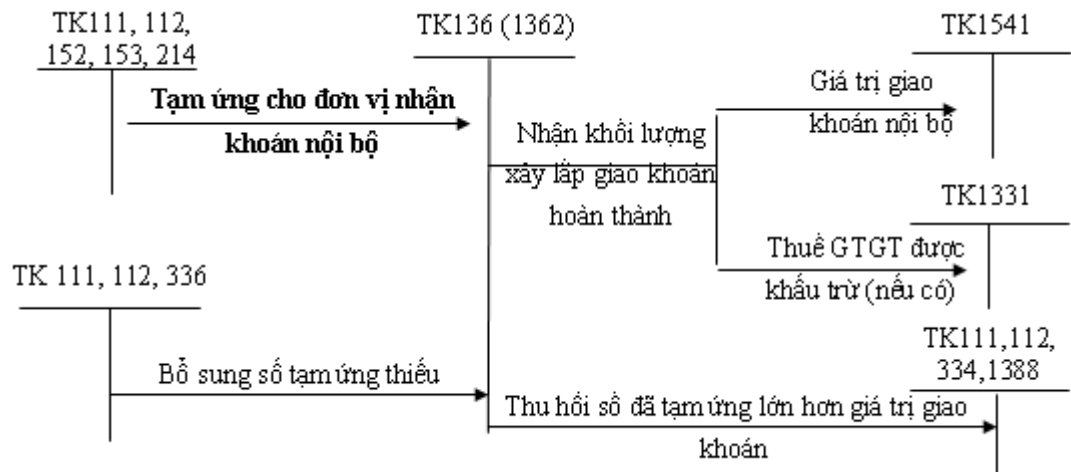 TK111, 112,
152, 153, 214
TK136 (1362)
TK1541
Tạm ứng cho đơn vị nhận
khoán nội bộ
Nhận khối lượng
xây lắp giao khoán
hoàn thành
Giá trị giao
khoán nội bộ
TK1331
Thuế GTGT được
khấu trừ (nếu có)
TK 111, 112, 336
Bổ sung số tạm ứng thiếu
TK111,112,
334,1388
Thu hồi số đã tạm ứng lớn hơn giá trị giao
khoán